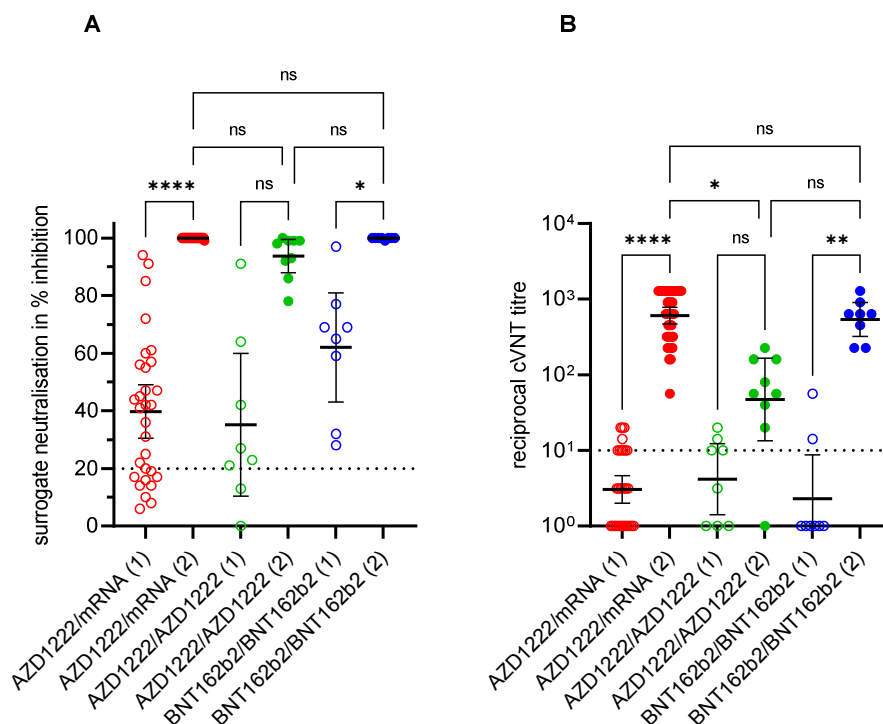 A
ns
ns
ns
****
ns
*
surrogate neutralisation in % inhibition
100
80
60
40
20
0
AZD1222/mRNA (1)
AZD1222/mRNA (2)
AZD1222/AZD1222 (1)
AZD1222/AZD1222 (2)
BNT162b2/BNT162b2 (1)
BNT162b2/BNT162b2 (2)
B
ns
*
ns
****
ns
**
reciprocal cVNT titre
10⁴
10³
10²
10¹
10⁰
AZD1222/mRNA (1)
AZD1222/mRNA (2)
AZD1222/AZD1222 (1)
AZD1222/AZD1222 (2)
BNT162b2/BNT162b2 (1)
BNT162b2/BNT162b2 (2)